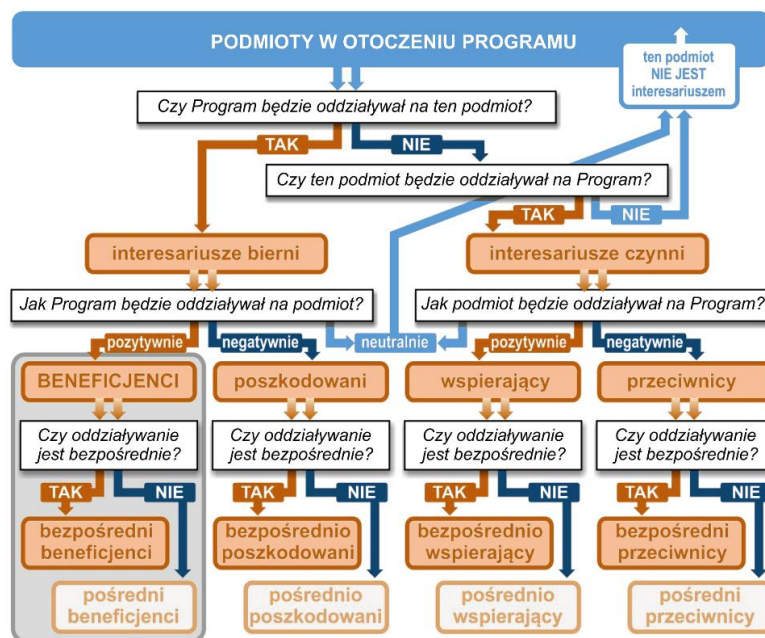 PODMIOTY W OTOCZENIU PROGRAMU
ten podmiot
NIE JEST
interesariuszem
Czy Program będzie oddziaływał na ten podmiot?
TAK
NIE
Czy ten podmiot będzie oddziaływał na Program?
TAK
NIE
interesariusze bierni
interesariusze czynni
Jak Program będzie oddziaływał na podmiot?
Jak podmiot będzie oddziaływał na Program?
pozytywnie
negatywnie
neutralnie
pozytywnie
negatywnie
BENEFICJENCI
poszkodowani
wspierający
przeciwnicy
Czy oddziaływanie
jest bezpośrednie?
Czy oddziaływanie
jest bezpośrednie?
Czy oddziaływanie
jest bezpośrednie?
Czy oddziaływanie
jest bezpośrednie?
TAK
NIE
TAK
NIE
TAK
NIE
TAK
NIE
bezpośredni
beneficjenci
bezpośrednio
poszkodowani
bezpośrednio
wspierający
bezpośredni
przeciwnicy
pośredni
beneficjenci
pośrednio
poszkodowani
pośrednio
wspierający
pośredni
przeciwnicy